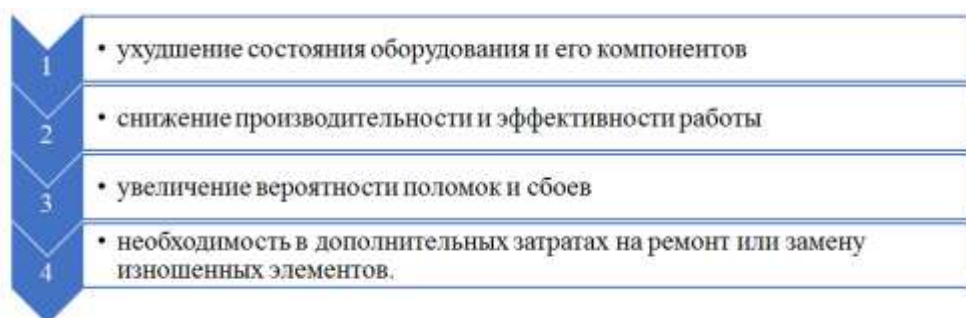 1
• ухудшение состояния оборудования и его компонентов
2
• снижение производительности и эффективности работы
3
• увеличение вероятности поломок и сбоев
4
• необходимость в дополнительных затратах на ремонт или замену
изношенных элементов.